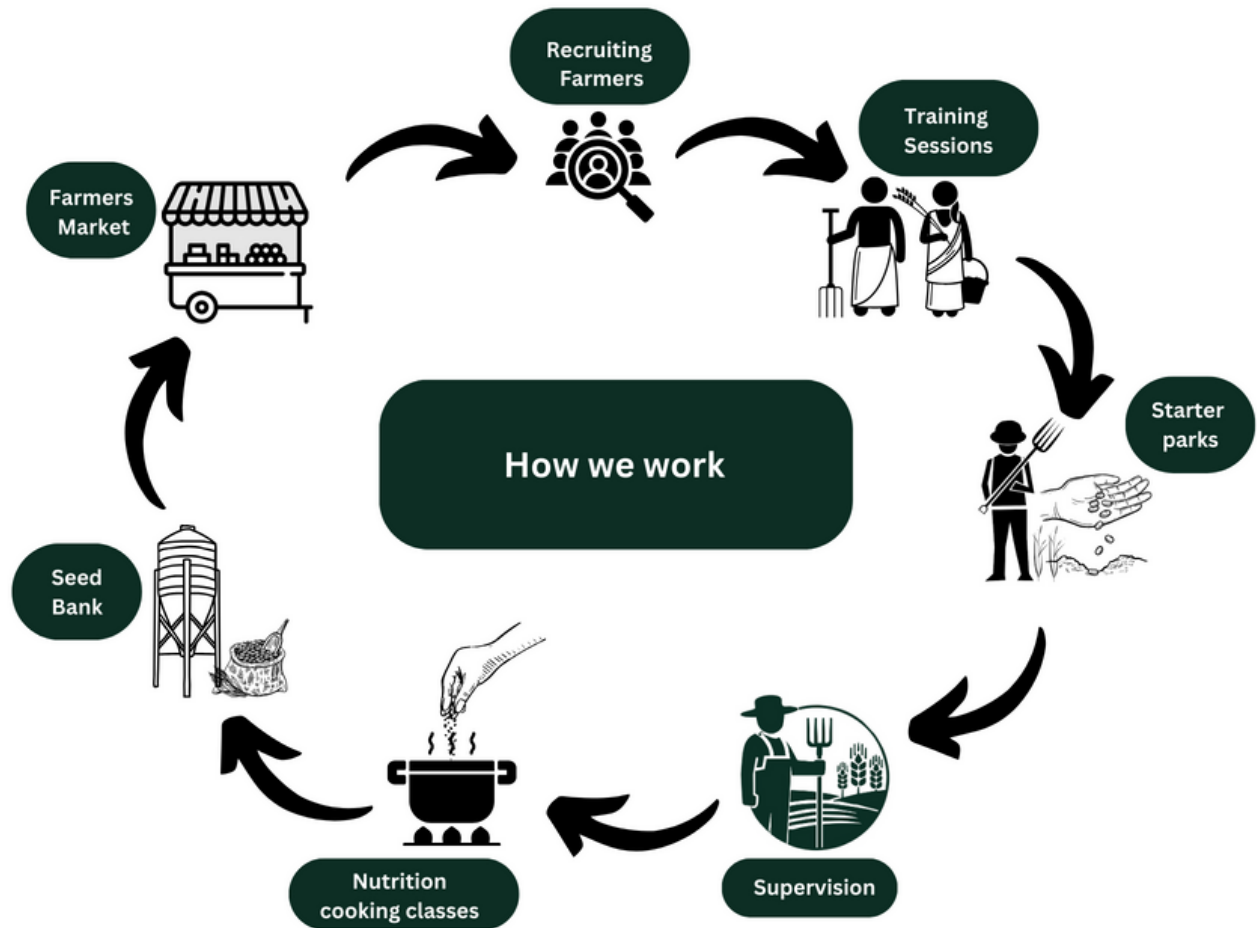 Recruiting
Farmers
Training
Sessions
Starter
parks
Supervision
Nutrition
cooking classes
Seed
Bank
Farmers
Market
How we work